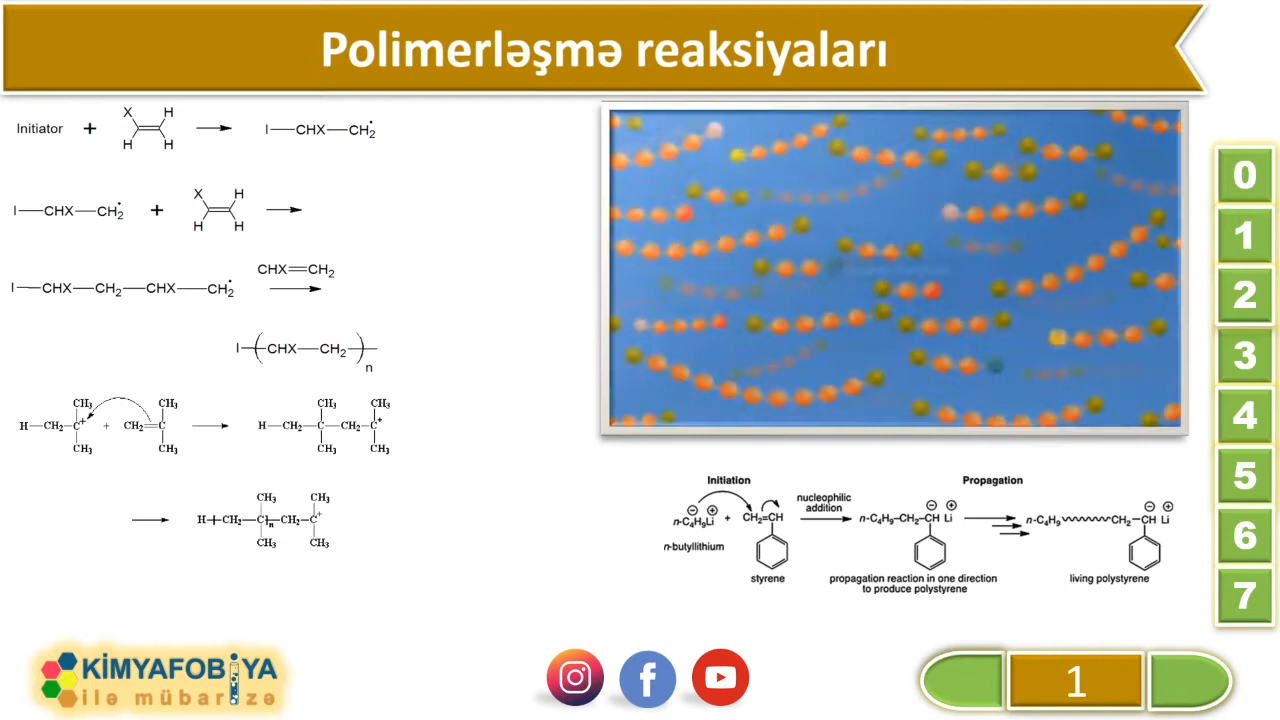 Polimerləşmə reaksiyaları
Initiator + X H H H I—CHX—CH₂•
I—CHX—CH₂• + X H H H
I—CHX—CH₂—CHX—CH₂• CHX=CH₂
I—(CHX—CH₂)n—
CH₃ CH₃ CH₃ CH₃
H—CH₂—C⁺ + CH₂=C H—CH₂—C—CH₂—C⁺
CH₃ CH₃ CH₃ CH₃
CH₃ CH₃
H—CH₂—C—n—CH₂—C⁺
CH₃ CH₃
Initiation Propagation
nucleophilic
addition
n-C₄H₉Li ⊖ ⊕ + CH₂=CH n-C₄H₉–CH₂–CH ⊖ ⊕ Li n-C₄H₉ CH₂–CH ⊖ ⊕ Li
n-butyllithium
styrene propagation reaction in one direction living polystyrene
to produce polystyrene
0
1
2
3
4
5
6
7
KİMYAFOBİYA
ilə mübarizə
f
1